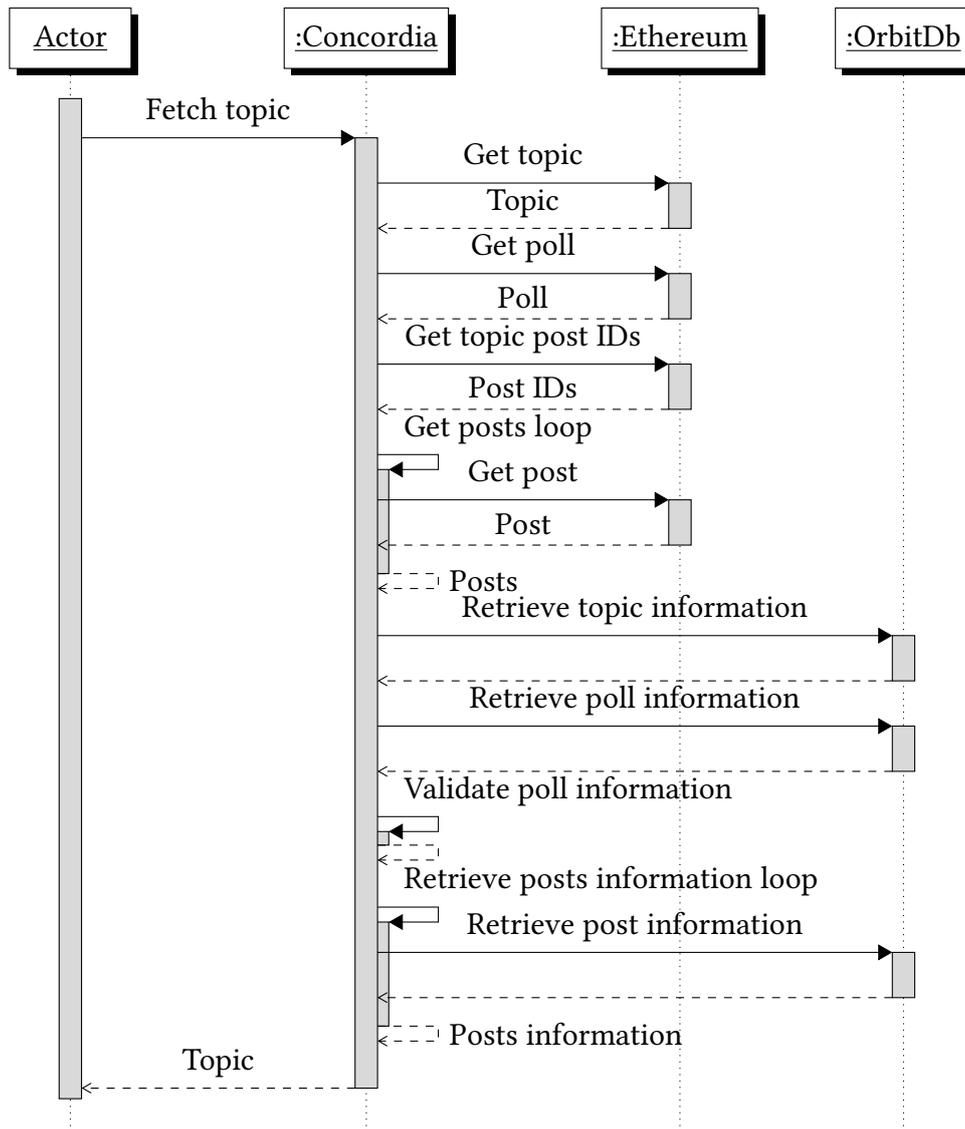 Actor
:Concordia
:Ethereum
:OrbitDb
Fetch topic
Get topic
Topic
Get poll
Poll
Get topic post IDs
Post IDs
Get posts loop
Get post
Post
Posts
Retrieve topic information
Retrieve poll information
Validate poll information
Retrieve posts information loop
Retrieve post information
Posts information
Topic